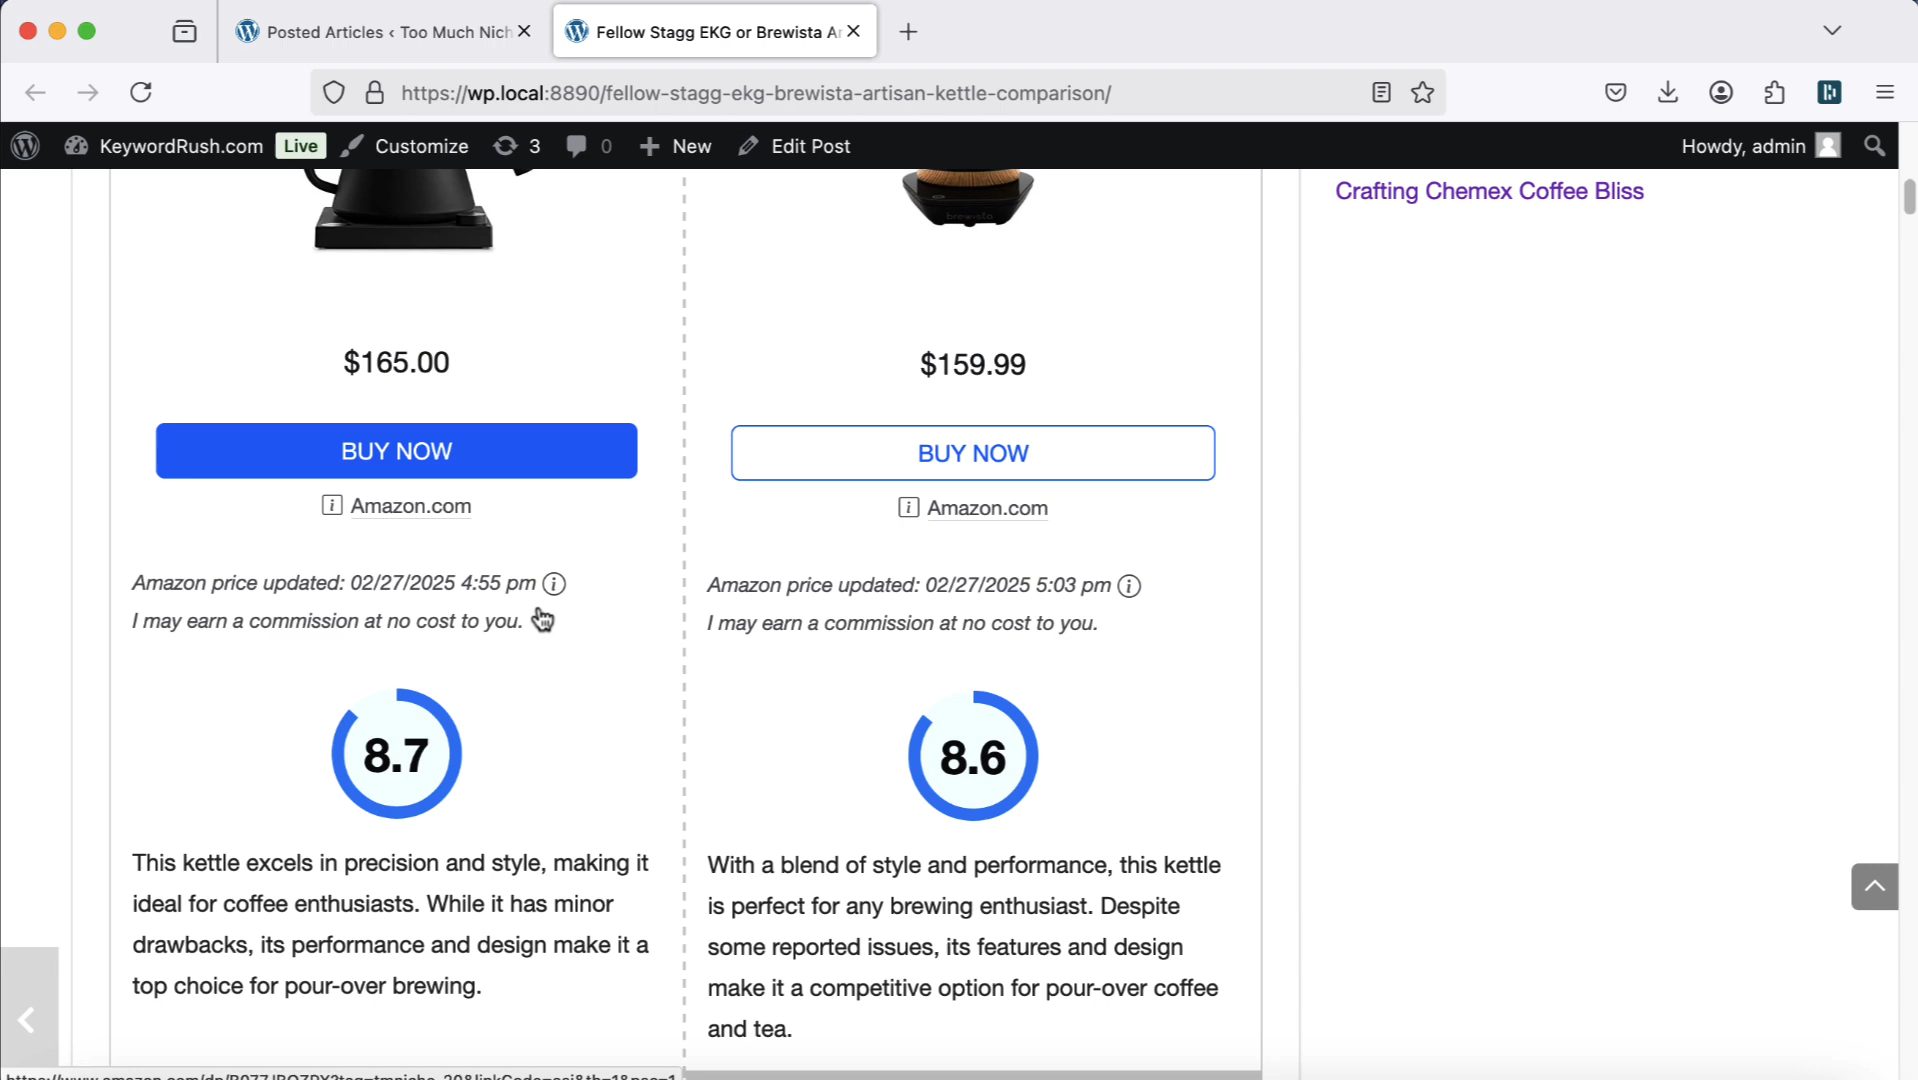 Posted Articles ‹ Too Much Nich
Fellow Stagg EKG or Brewista Ar
https://wp.local:8890/fellow-stagg-ekg-brewista-artisan-kettle-comparison/
KeywordRush.com Live Customize 3 0 New Edit Post Howdy, admin
Crafting Chemex Coffee Bliss
brewista
$165.00
BUY NOW
Amazon.com
Amazon price updated: 02/27/2025 4:55 pm
I may earn a commission at no cost to you.
8.7
This kettle excels in precision and style, making it
ideal for coffee enthusiasts. While it has minor
drawbacks, its performance and design make it a
top choice for pour-over brewing.
$159.99
BUY NOW
Amazon.com
Amazon price updated: 02/27/2025 5:03 pm
I may earn a commission at no cost to you.
8.6
With a blend of style and performance, this kettle
is perfect for any brewing enthusiast. Despite
some reported issues, its features and design
make it a competitive option for pour-over coffee
and tea.